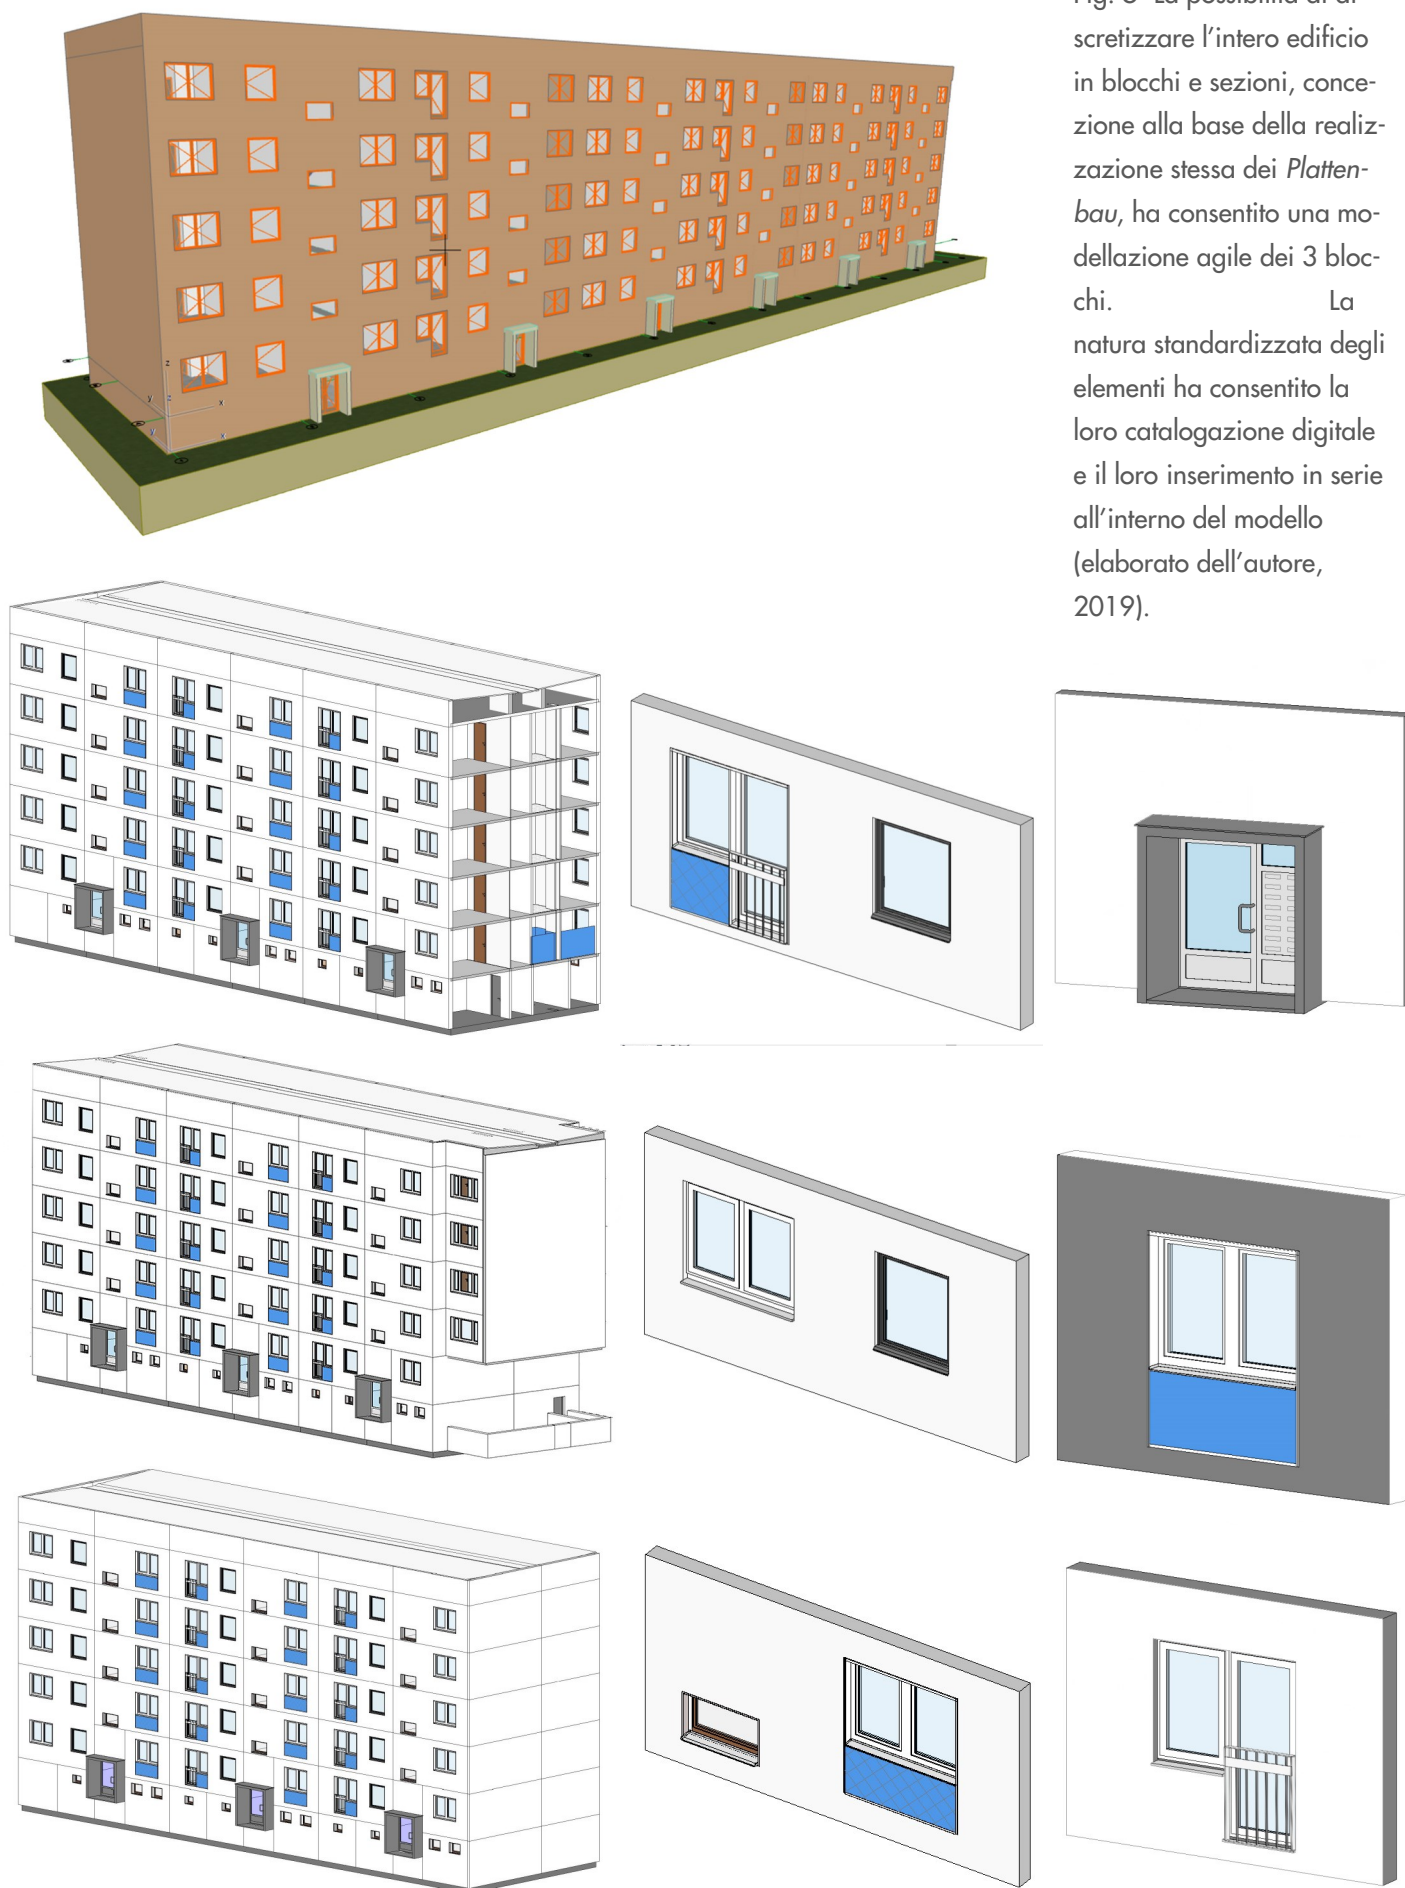 scretizzare l’intero edificio
in blocchi e sezioni, conce-
zione alla base della realiz-
zazione stessa dei Platten-
bau, ha consentito una mo-
dellazione agile dei 3 bloc-
chi. La
natura standardizzata degli
elementi ha consentito la
loro catalogazione digitale
e il loro inserimento in serie
all’interno del modello
(elaborato dell’autore,
2019).
z
y
z
x
y
x